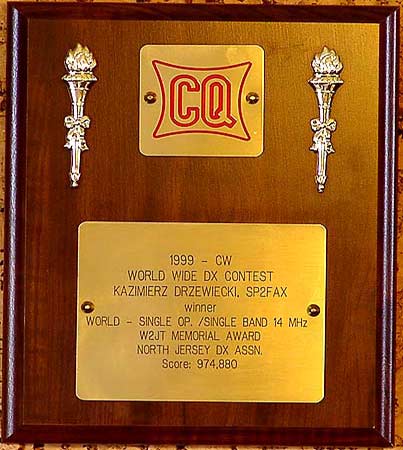 CQ
1999 - CW
WORLD WIDE DX CONTEST
KAZIMIERZ DRZEWIECKI, SP2FAX
winner
WORLD - SINGLE OP. /SINGLE BAND 14 MHz
W2JT MEMORIAL AWARD
NORTH JERSEY DX ASSN.
Score: 974,880